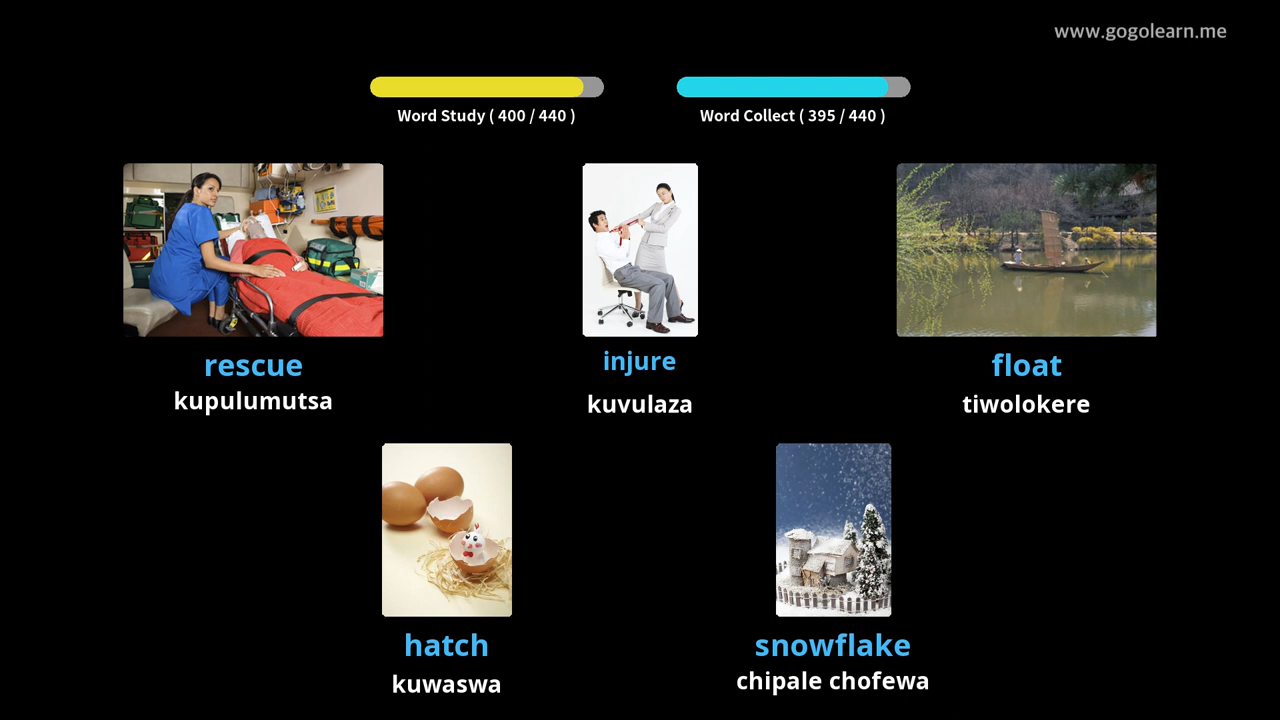 www.gogolearn.me
Word Study ( 400 / 440 )
Word Collect ( 395 / 440 )
rescue
kupulumutsa
injure
kuvulaza
float
tiwolokere
hatch
kuwaswa
snowflake
chipale chofewa